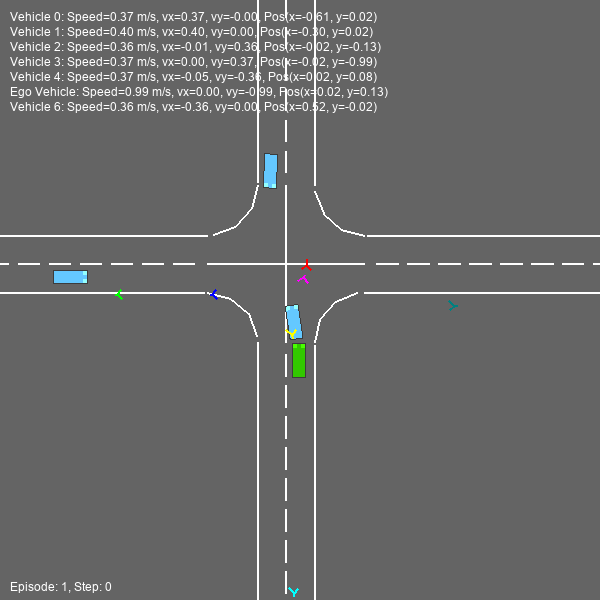 Vehicle 0: Speed=0.37 m/s, vx=0.37, vy=-0.00, Pos(x=-0.61, y=0.02)
Vehicle 1: Speed=0.40 m/s, vx=0.40, vy=0.00, Pos(x=-0.30, y=0.02)
Vehicle 2: Speed=0.36 m/s, vx=-0.01, vy=0.36, Pos(x=-0.02, y=-0.13)
Vehicle 3: Speed=0.37 m/s, vx=0.00, vy=0.37, Pos(x=-0.02, y=-0.99)
Vehicle 4: Speed=0.37 m/s, vx=-0.05, vy=-0.36, Pos(x=0.02, y=0.08)
Ego Vehicle: Speed=0.99 m/s, vx=0.00, vy=-0.99, Pos(x=0.02, y=0.13)
Vehicle 6: Speed=0.36 m/s, vx=-0.36, vy=0.00, Pos(x=0.52, y=-0.02)
Episode: 1, Step: 0